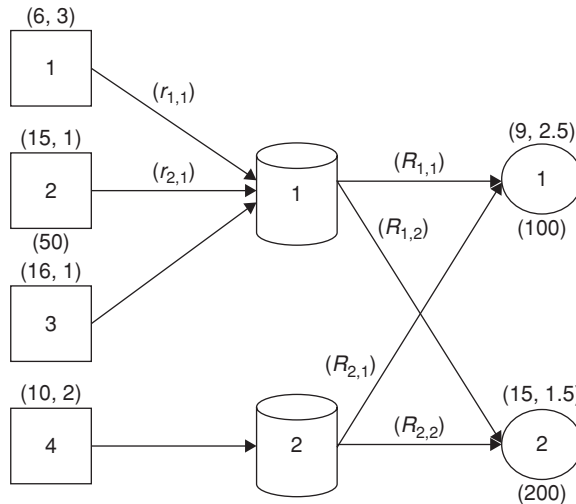 (6, 3)
1
(r1,1)
(15, 1)
2
(r2,1)
(50)
(16, 1)
3
(10, 2)
4
1
2
(R1,1)
(R1,2)
(R2,1)
(R2,2)
(9, 2.5)
1
(100)
(15, 1.5)
2
(200)